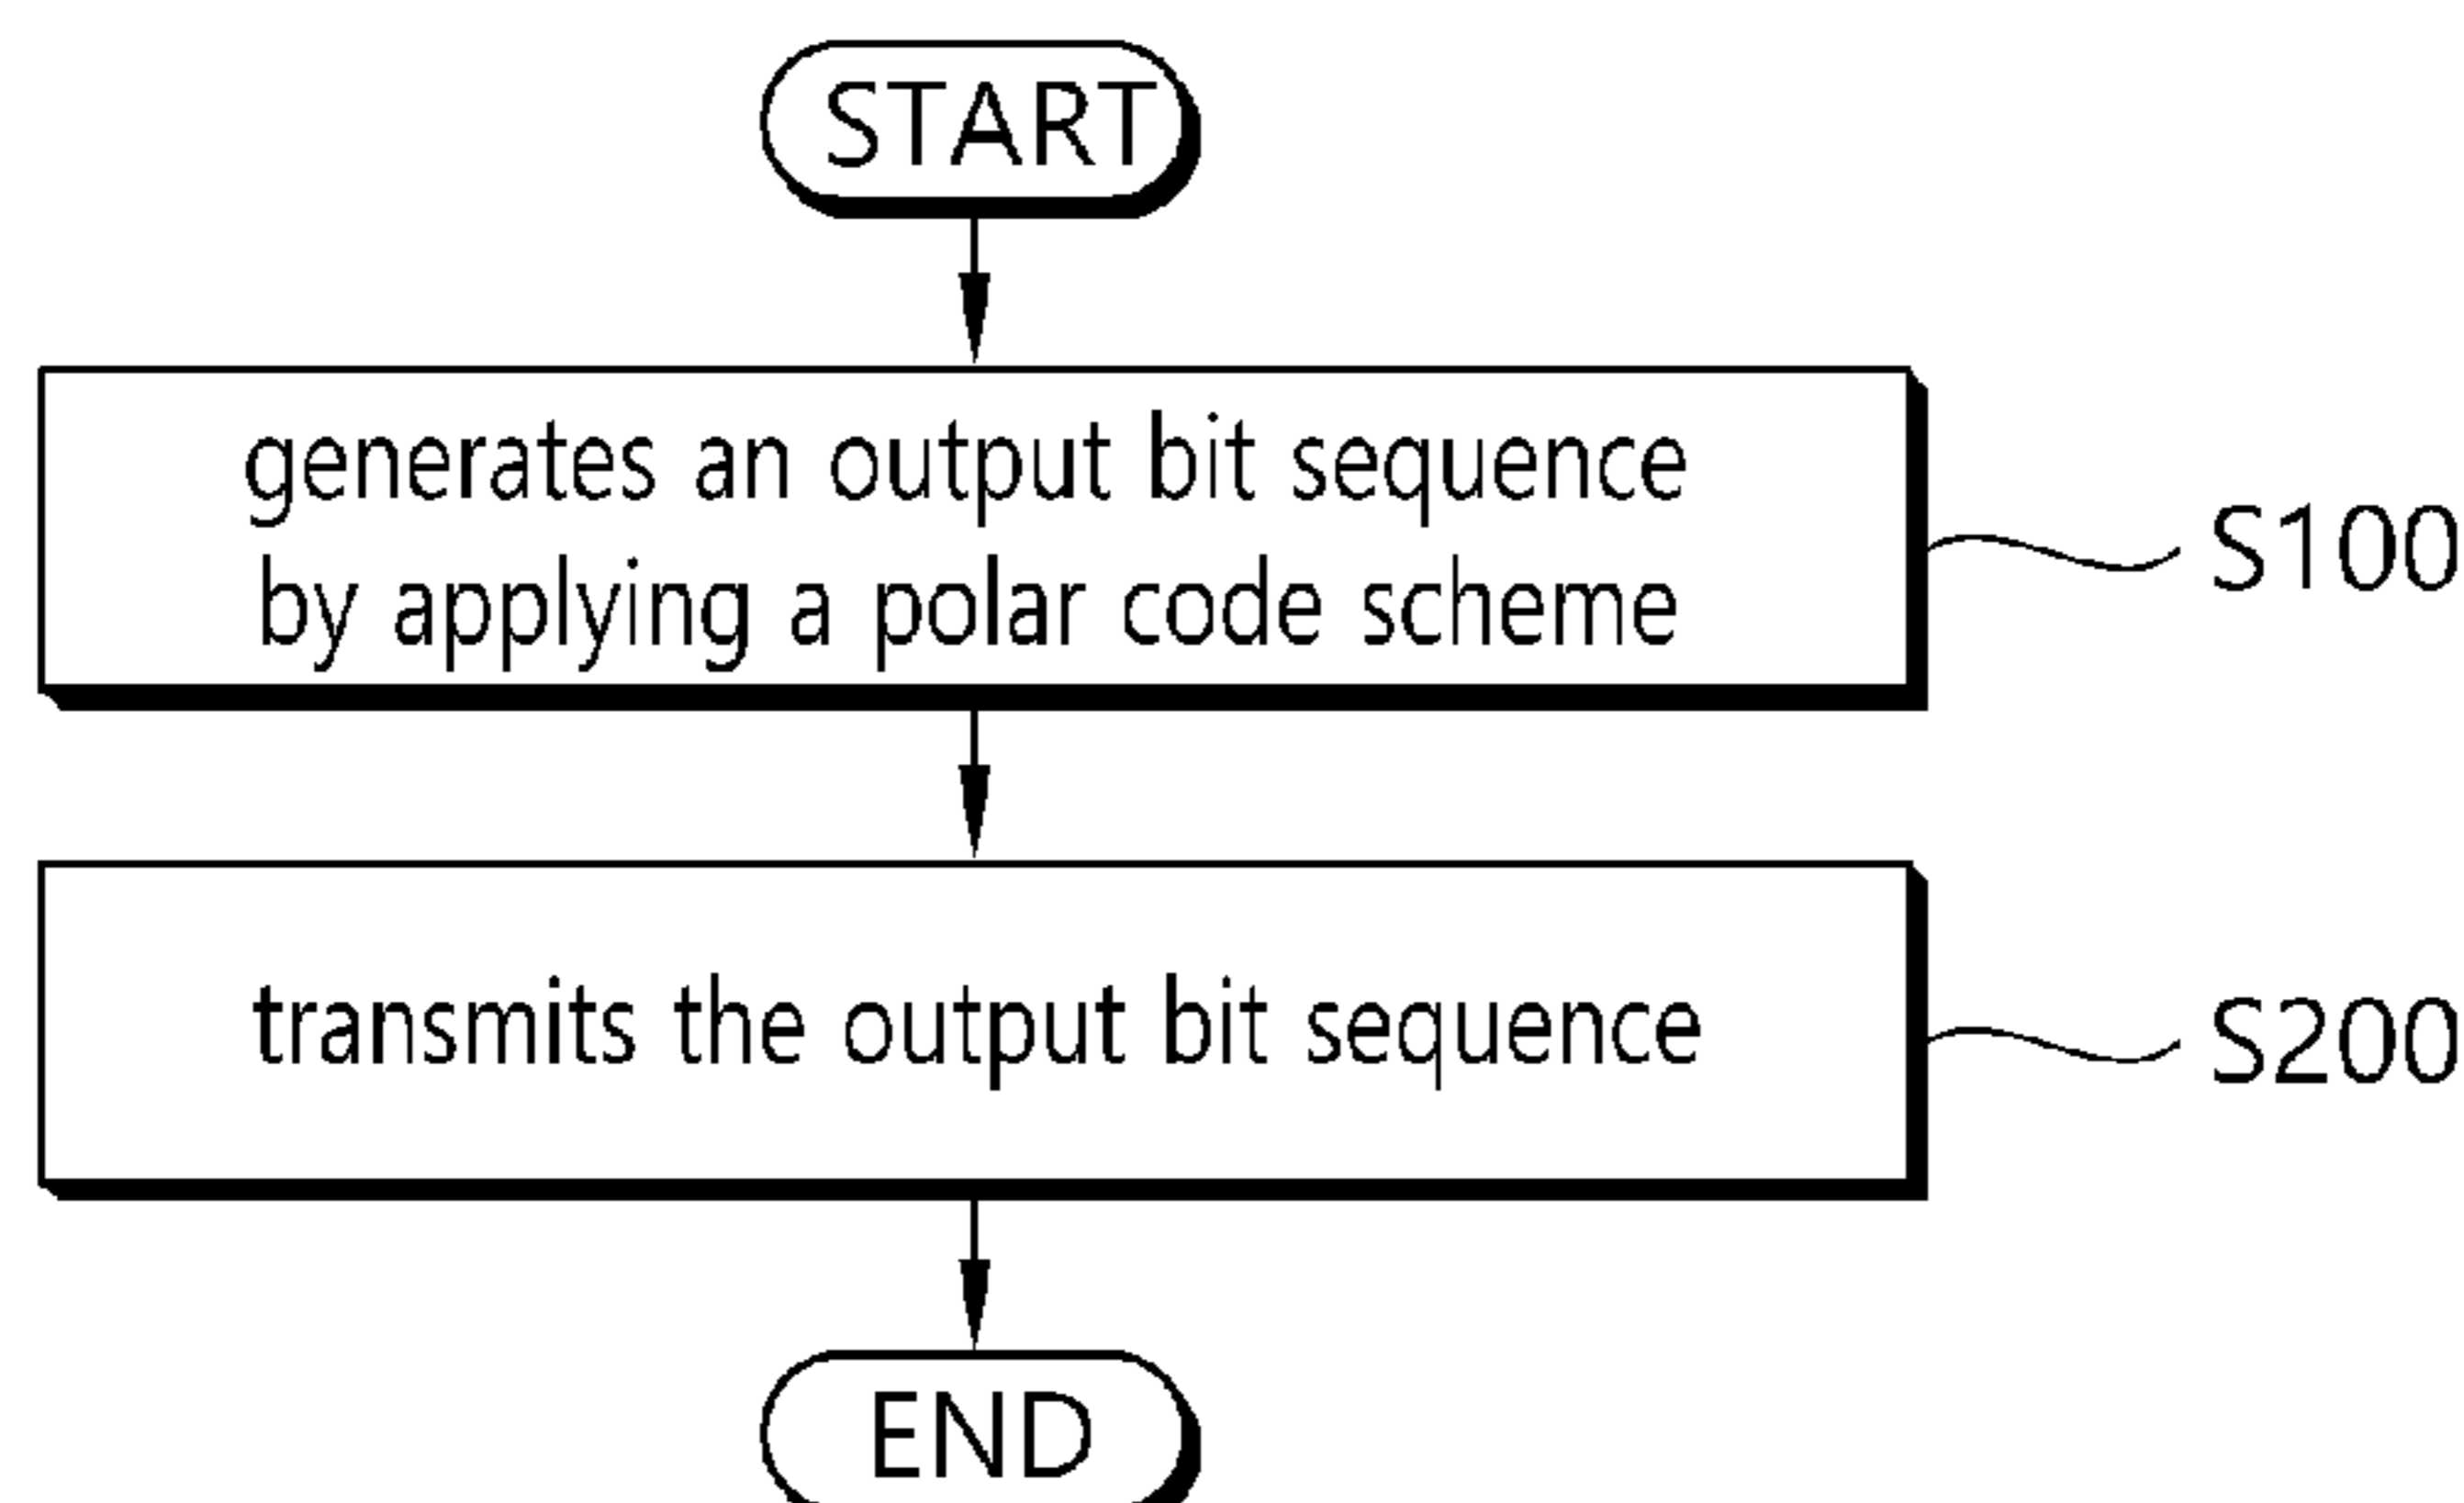 START
generates an output bit sequence
by applying a polar code scheme
S100
transmits the output bit sequence
S200
END